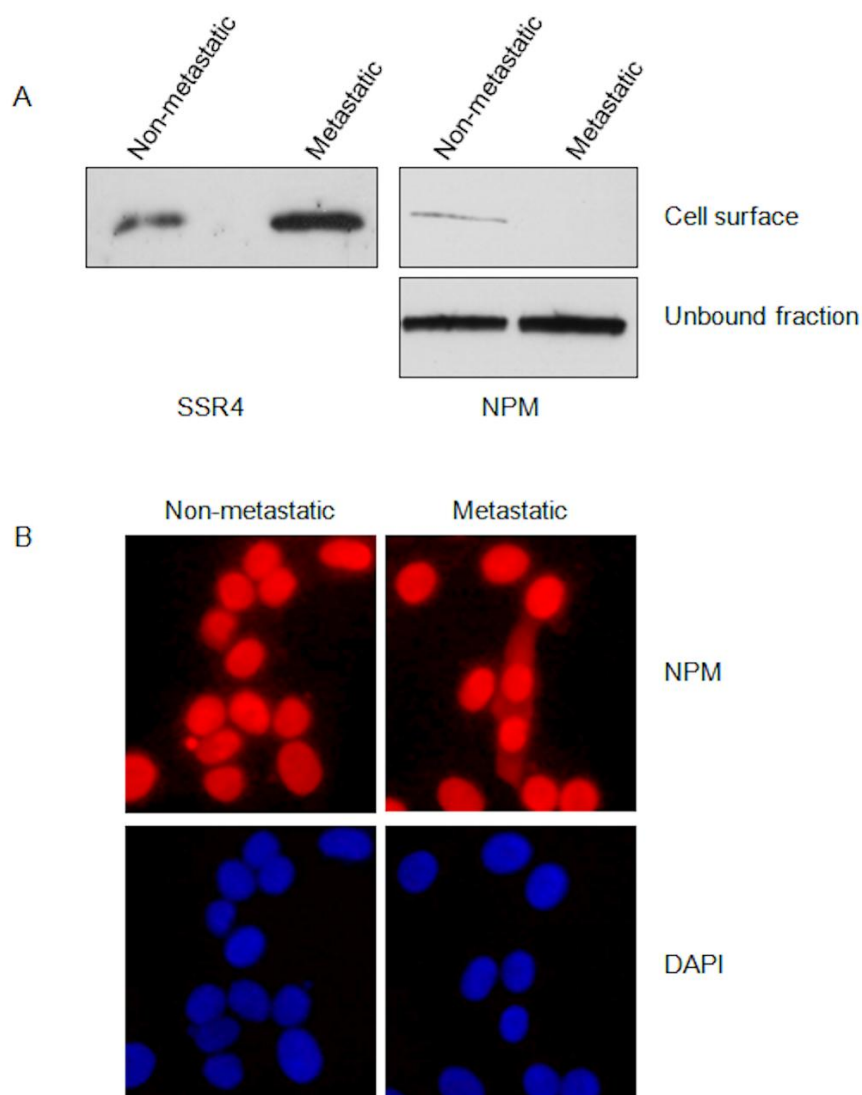 A
Non-metastatic
Metastatic
Non-metastatic
Metastatic
Cell surface
Unbound fraction
SSR4
NPM
B
Non-metastatic
Metastatic
NPM
DAPI